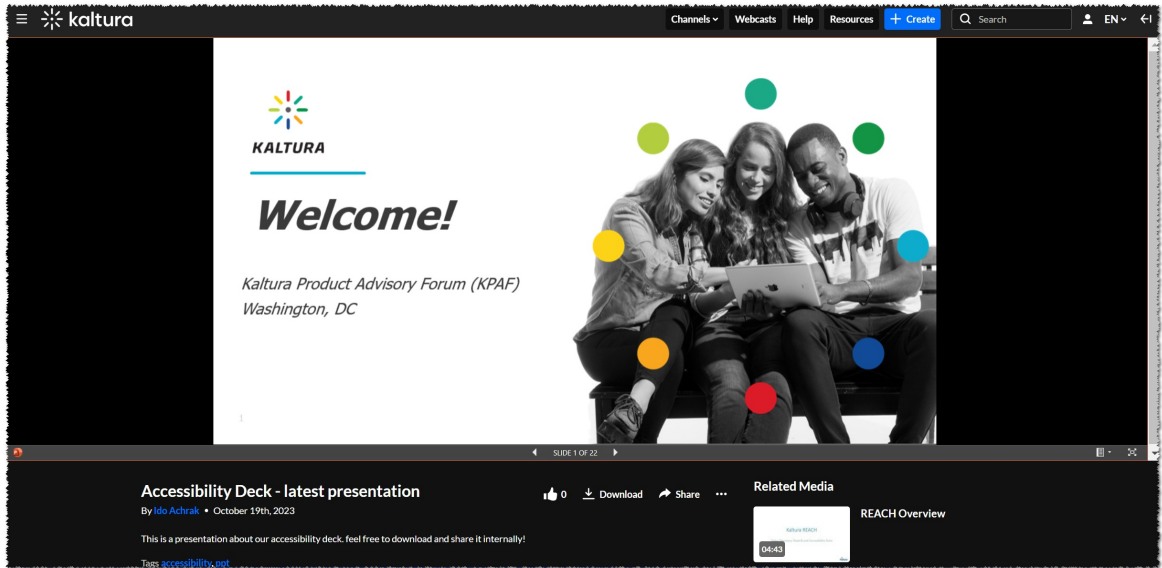 kaltura
Channels
Webcasts
Help
Resources
+ Create
Search
EN
KALTURA
Welcome!
Kaltura Product Advisory Forum (KPAF)
Washington, DC
1
SLIDE 1 OF 22
Accessibility Deck - latest presentation
0
Download
Share
By Ido Achrak • October 19th, 2023
This is a presentation about our accessibility deck. feel free to download and share it internally!
Tags accessibility, ppt
Related Media
Kaltura REACH
04:43
REACH Overview